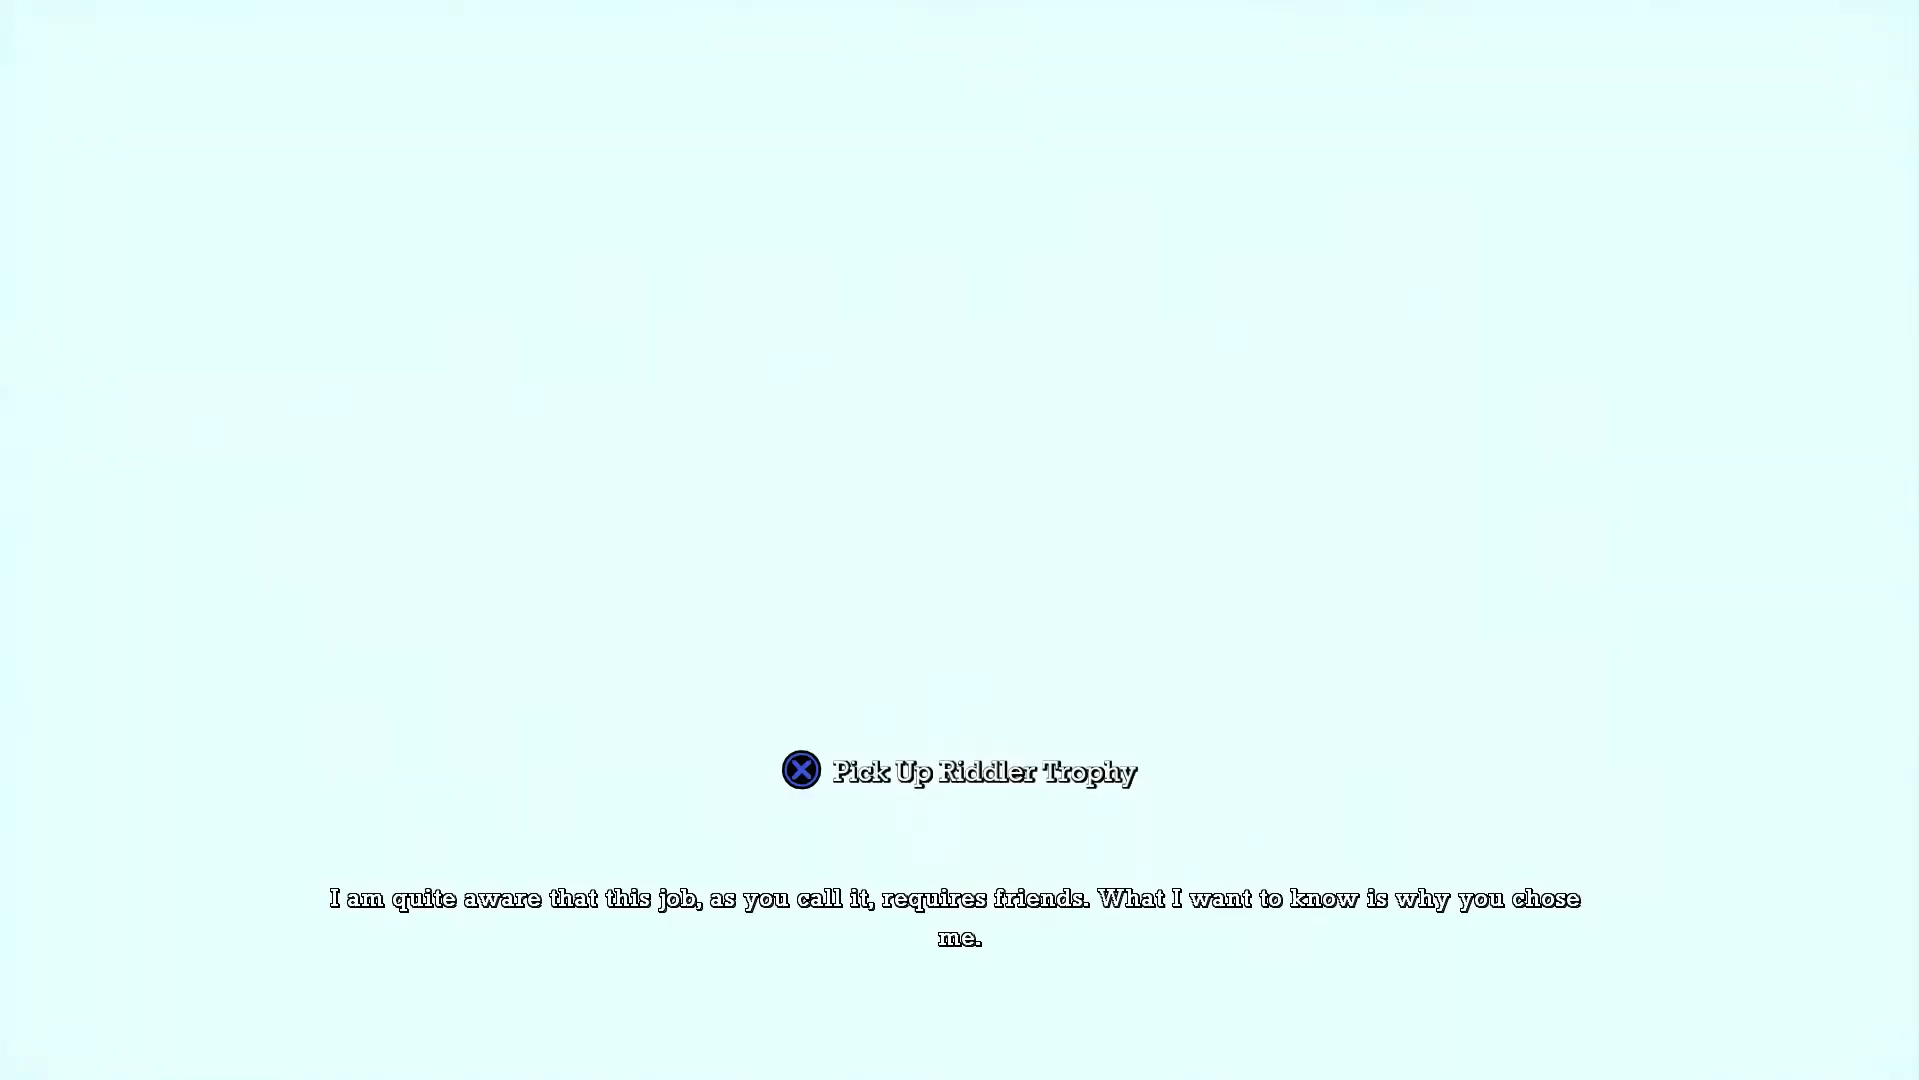 Pick Up Riddler Trophy
I am quite aware that this job, as you call it, requires friends. What I want to know is why you chose
me.